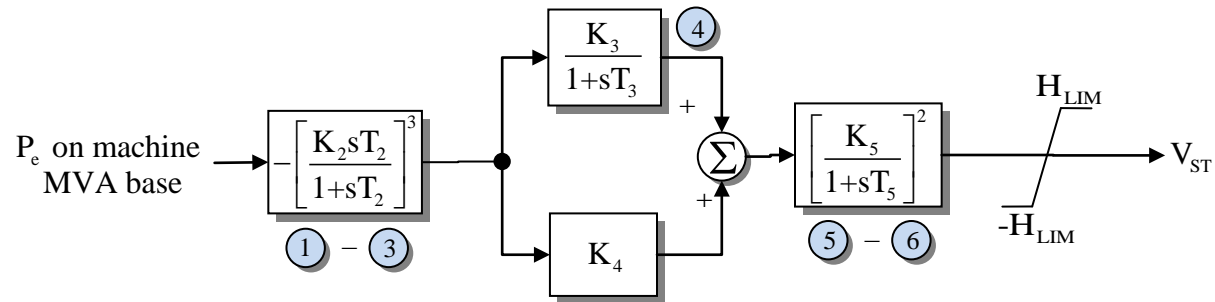 P_e on machine
MVA base
-[K_2sT_2 / 1+sT_2]^3
1 – 3
K_3 / 1+sT_3
4
K_4
+
+
Σ
[K_5 / 1+sT_5]^2
5 – 6
H_LIM
-H_LIM
V_ST